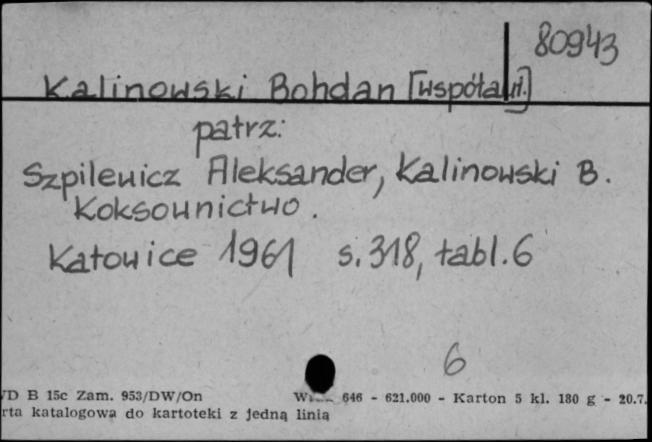 80943
Kalinowski Bohdan [współaut.]
patrz:
Szpilewicz Aleksander, Kalinowski B.
Koksownictwo.
Katowice 1961 s. 318, tabl. 6
6
D B 15c Zam. 953/DW/On 646 - 621.000 - Karton 5 kl. 180 g - 20.7.
rta katalogowa do kartoteki z jedną linią